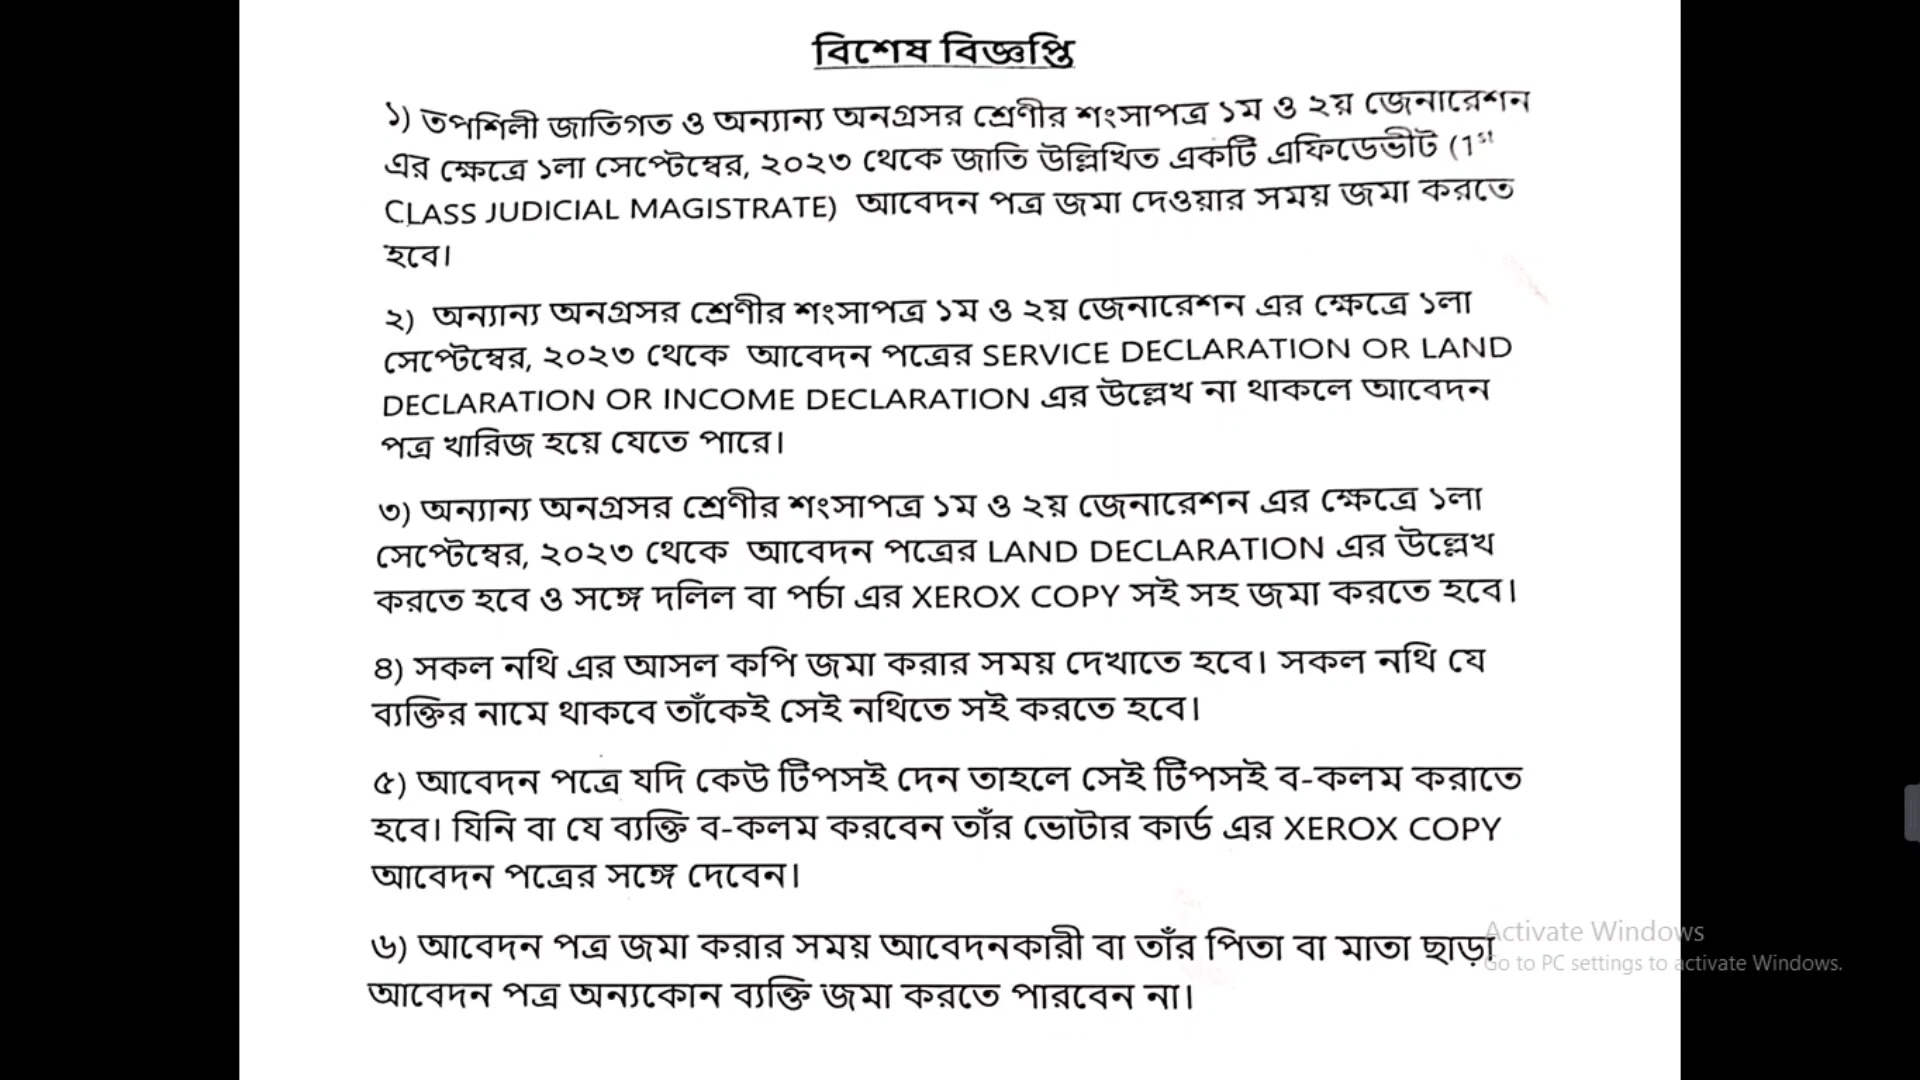 বিশেষ বিজ্ঞপ্তি
১) তপশিলী জাতিগত ও অন্যান্য অনগ্রসর শ্রেণীর শংসাপত্র ১ম ও ২য় জেনারেশন
এর ক্ষেত্রে ১লা সেপ্টেম্বের, ২০২৩ থেকে জাতি উল্লিখিত একটি এফিডেভীট (1st
CLASS JUDICIAL MAGISTRATE) আবেদন পত্র জমা দেওয়ার সময় জমা করতে
হবে।
২) অন্যান্য অনগ্রসর শ্রেণীর শংসাপত্র ১ম ও ২য় জেনারেশন এর ক্ষেত্রে ১লা
সেপ্টেম্বের, ২০২৩ থেকে আবেদন পত্রের SERVICE DECLARATION OR LAND
DECLARATION OR INCOME DECLARATION এর উল্লেখ না থাকলে আবেদন
পত্র খারিজ হয়ে যেতে পারে।
৩) অন্যান্য অনগ্রসর শ্রেণীর শংসাপত্র ১ম ও ২য় জেনারেশন এর ক্ষেত্রে ১লা
সেপ্টেম্বের, ২০২৩ থেকে আবেদন পত্রের LAND DECLARATION এর উল্লেখ
করতে হবে ও সঙ্গে দলিল বা পর্চা এর XEROX COPY সই সহ জমা করতে হবে।
৪) সকল নথি এর আসল কপি জমা করার সময় দেখাতে হবে। সকল নথি যে
ব্যক্তির নামে থাকবে তাঁকেই সেই নথিতে সই করতে হবে।
৫) আবেদন পত্রে যদি কেউ টিপসই দেন তাহলে সেই টিপসই ব-কলম করাতে
হবে। যিনি বা যে ব্যক্তি ব-কলম করবেন তাঁর ভোটার কার্ড এর XEROX COPY
আবেদন পত্রের সঙ্গে দেবেন।
৬) আবেদন পত্র জমা করার সময় আবেদনকারী বা তাঁর পিতা বা মাতা ছাড়া
আবেদন পত্র অন্যকোন ব্যক্তি জমা করতে পারবেন না।
Activate Windows
Go to PC settings to activate Windows.